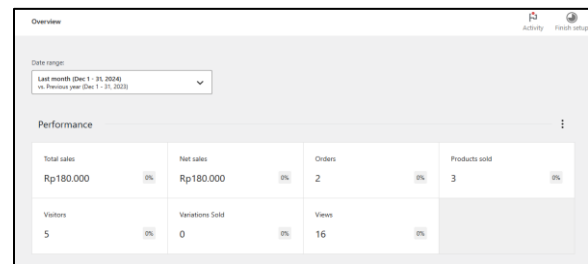 Overview
Activity
Finish setup
Date range:
Last month (Dec 1 - 31, 2024)
vs. Previous year (Dec 1 - 31, 2023)
Performance
Total sales
Rp180.000 0%
Net sales
Rp180.000 0%
Orders
2 0%
Products sold
3 0%
Visitors
5 0%
Variations Sold
0 0%
Views
16 0%